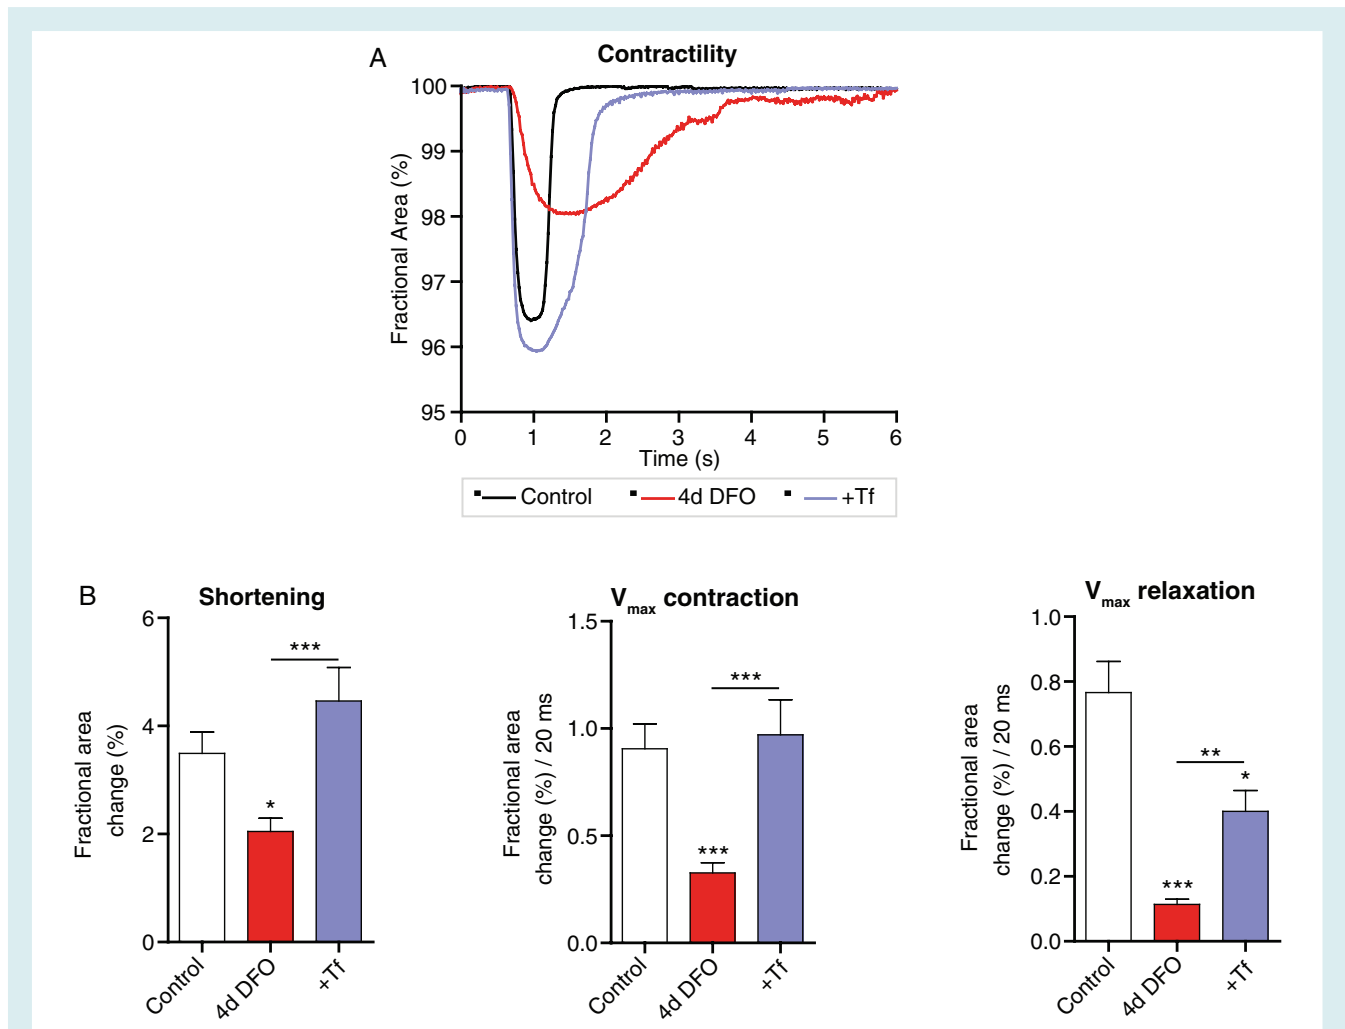 A
Contractility
Fractional Area (%)
100
99
98
97
96
95
0 1 2 3 4 5 6
Time (s)
Control 4d DFO +Tf
B
Shortening
Fractional area
change (%)
6
4
2
0
***
*
Control 4d DFO +Tf
Vmax contraction
Fractional area
change (%) / 20 ms
1.5
1.0
0.5
0.0
***
***
Control 4d DFO +Tf
Vmax relaxation
Fractional area
change (%) / 20 ms
1.0
0.8
0.6
0.4
0.2
0.0
**
*
***
Control 4d DFO +Tf